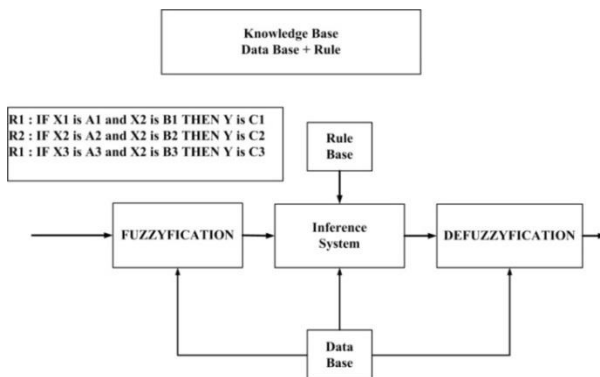 Knowledge Base
Data Base + Rule
R1 : IF X1 is A1 and X2 is B1 THEN Y is C1
R2 : IF X2 is A2 and X2 is B2 THEN Y is C2
R1 : IF X3 is A3 and X2 is B3 THEN Y is C3
Rule
Base
FUZZYFICATION
Inference
System
DEFUZZYFICATION
Data
Base